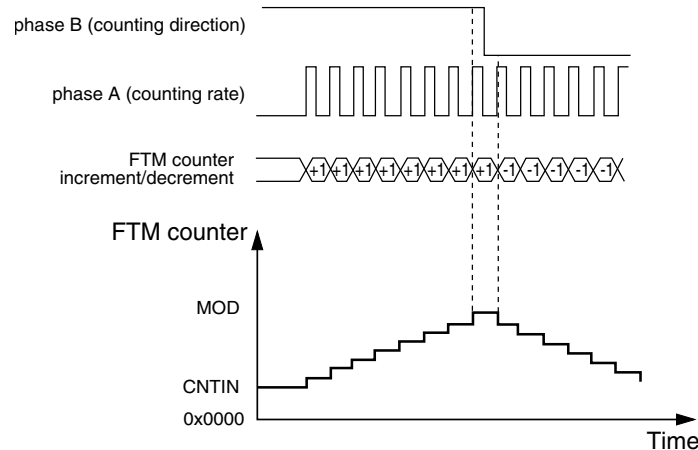 phase B (counting direction)
phase A (counting rate)
FTM counter
increment/decrement
+1 +1 +1 +1 +1 +1 +1 +1 -1 -1 -1 -1 -1
FTM counter
MOD
CNTIN
0x0000
Time